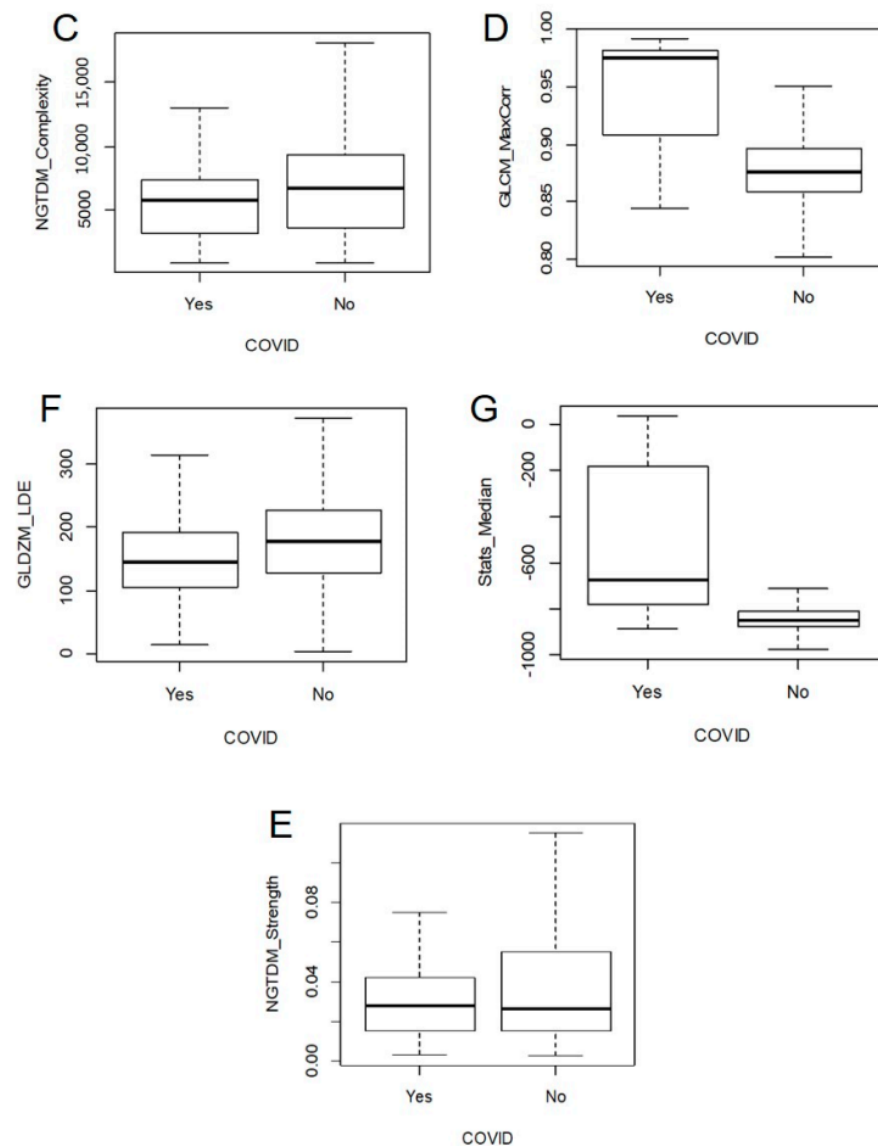 C
NGTDM_Complexity
5000
10,000
15,000
Yes
No
COVID
D
GLCM_MaxCorr
0.80
0.85
0.90
0.95
1.00
Yes
No
COVID
F
GLDZM_LDE
0
100
200
300
Yes
No
COVID
G
Stats_Median
-1000
-600
-200
0
Yes
No
COVID
E
NGTDM_Strength
0.00
0.04
0.08
Yes
No
COVID